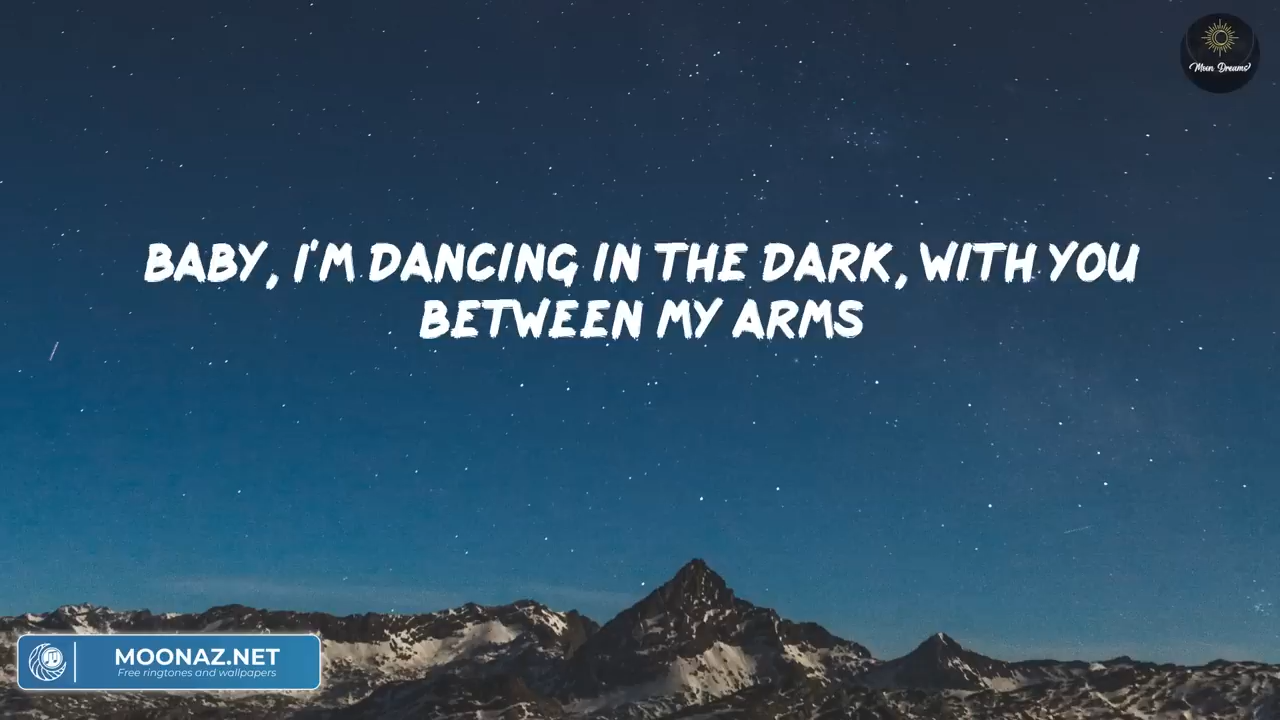 Moon Dreams
BABY, I'M DANCING IN THE DARK, WITH YOU
BETWEEN MY ARMS
MOONAZ.NET
Free ringtones and wallpapers